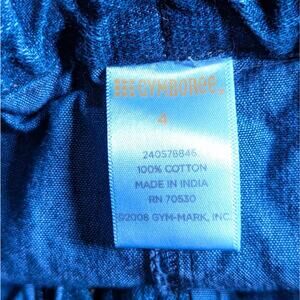 GYMBOREE
4
240578846
100% COTTON
MADE IN INDIA
RN 70530
©2008 GYM-MARK, INC.